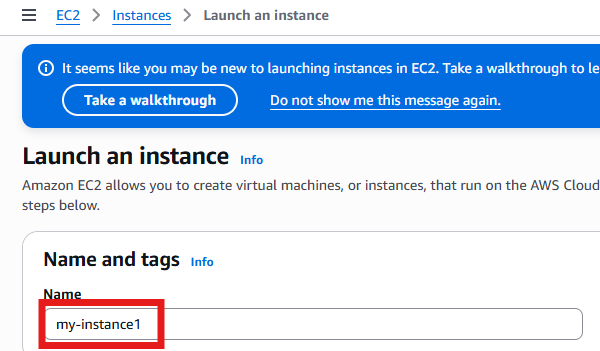 EC2 > Instances > Launch an instance
It seems like you may be new to launching instances in EC2. Take a walkthrough to le
Take a walkthrough Do not show me this message again.
Launch an instance Info
Amazon EC2 allows you to create virtual machines, or instances, that run on the AWS Cloud
steps below.
Name and tags Info
Name
my-instance1